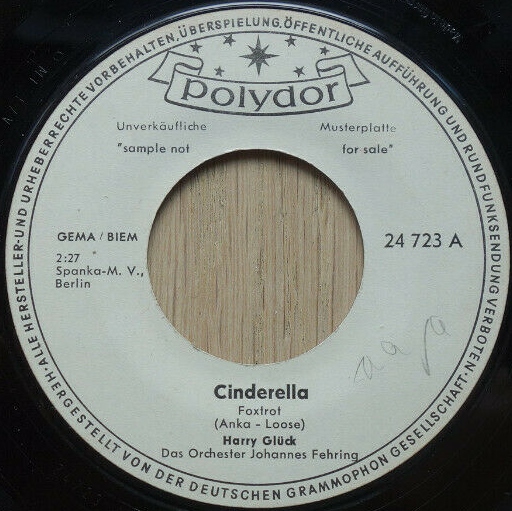 ·ALLE HERSTELLER-UND URHEBERRECHTE VORBEHALTEN, ÜBERSPIELUNG, ÖFFENTLICHE AUFFÜHRUNG UND RUNDFUNKSENDUNG VERBOTEN.
polydor
Unverkäufliche Musterplatte
"sample not for sale"
GEMA / BIEM
24 723 A
2:27
Spanka-M. V.,
Berlin
Cinderella
Foxtrot
(Anka - Loose)
Harry Glück
Das Orchester Johannes Fehring
HERGESTELLT VON DER DEUTSCHEN GRAMMOPHON GESELLSCHAFT·